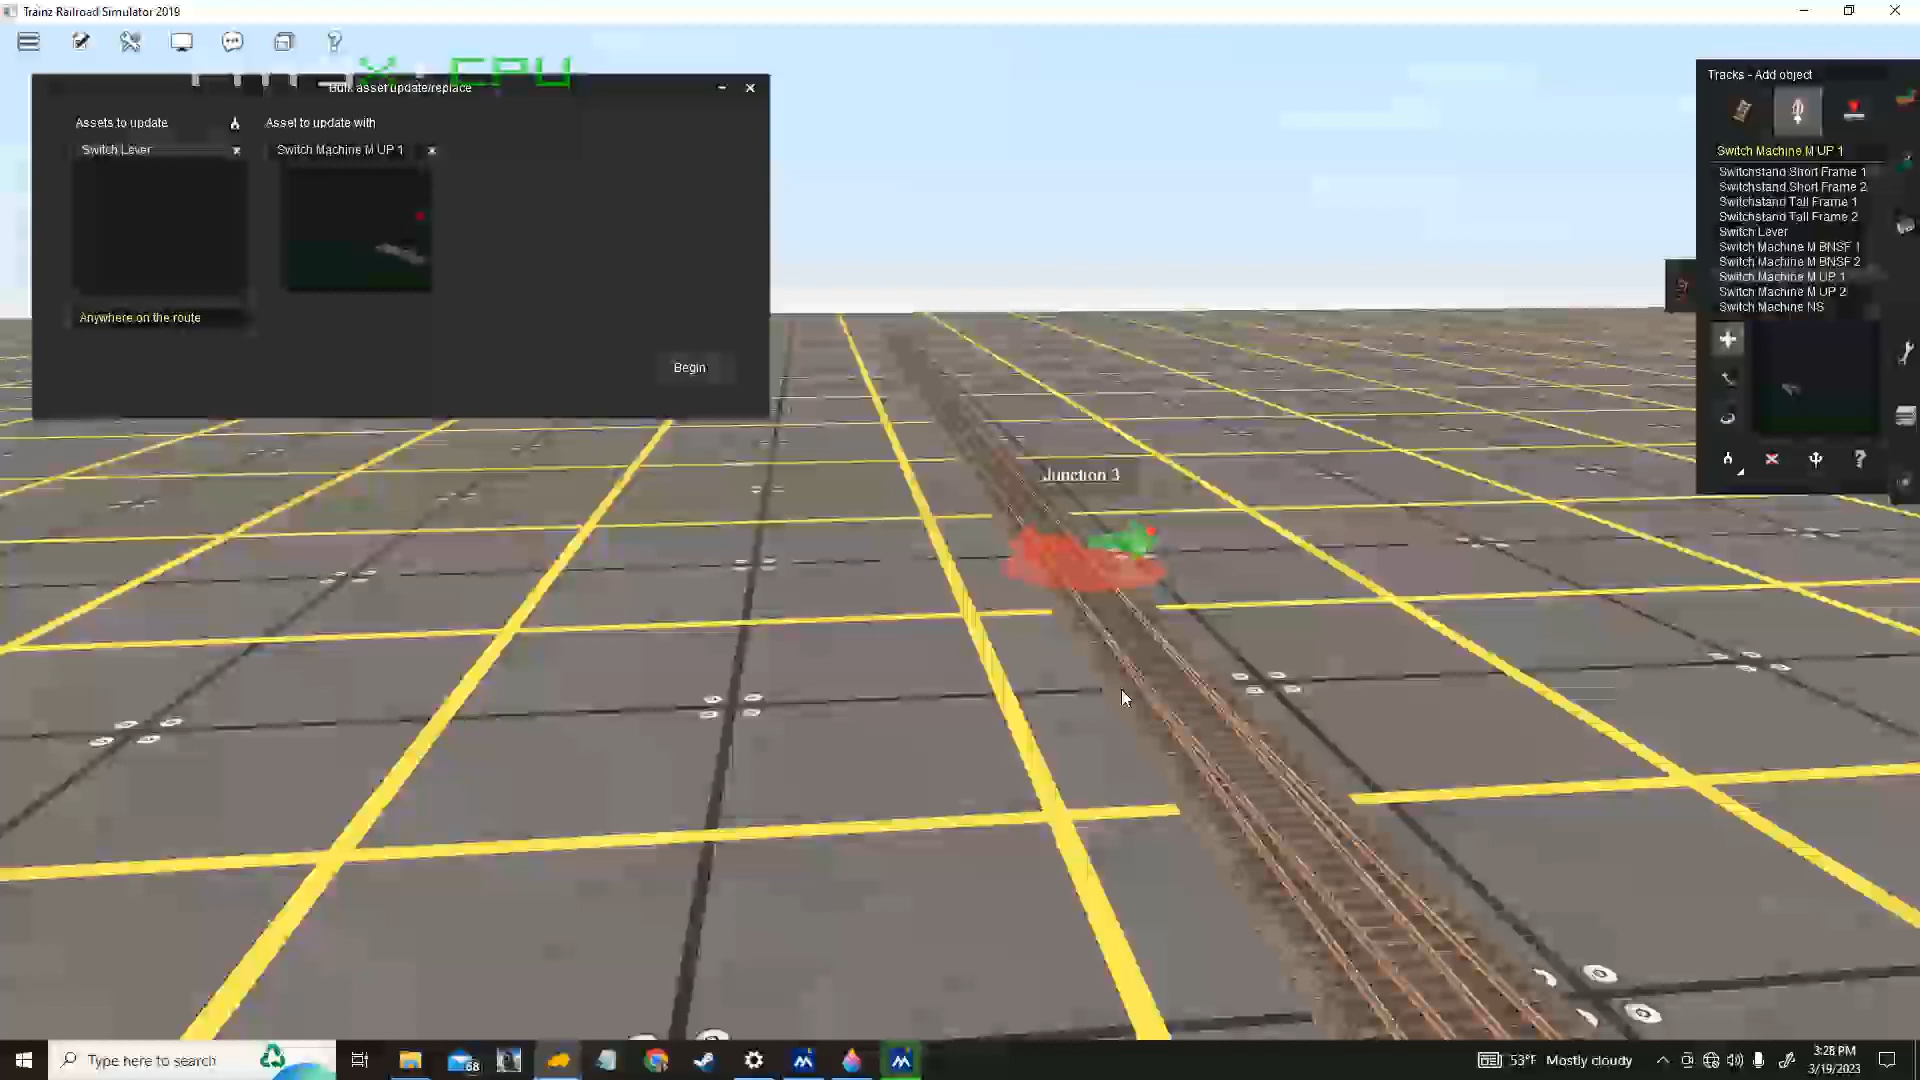 Trainz Railroad Simulator 2019
CPU
Bulk asset update/replace
Assets to update
Asset to update with
Switch Lever
Switch Machine M UP 1
Anywhere on the route
Begin
Tracks - Add object
Switch Machine M UP 1
Switchstand Short Frame 1
Switchstand Short Frame 2
Switchstand Tall Frame 1
Switchstand Tall Frame 2
Switch Lever
Switch Machine M BNSF 1
Switch Machine M BNSF 2
Switch Machine M UP 1
Switch Machine M UP 2
Switch Machine NS
Junction 3
Type here to search
68
53°F Mostly cloudy
3:28 PM
3/19/2023